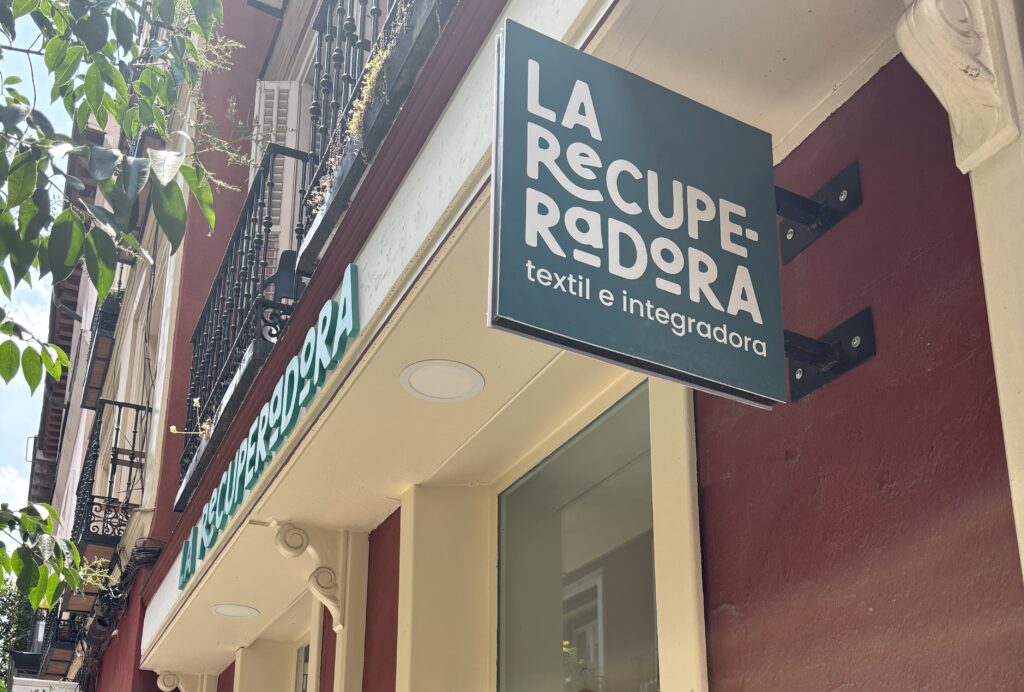 LA
ReCUPE-
RaDoRA
textil e integradora
LA ReCUPERaDoRA